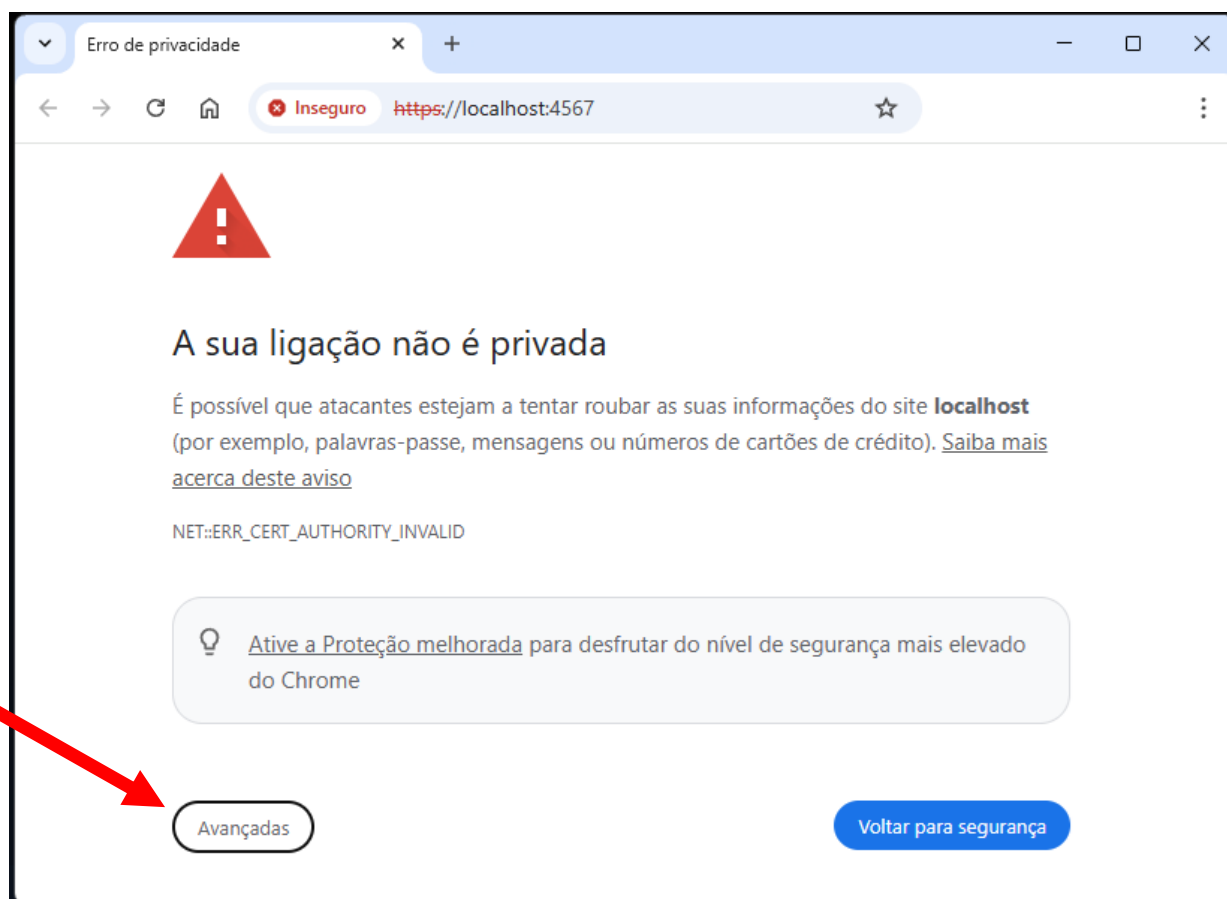 Erro de privacidade
Inseguro https://localhost:4567
A sua ligação não é privada
É possível que atacantes estejam a tentar roubar as suas informações do site localhost
(por exemplo, palavras-passe, mensagens ou números de cartões de crédito). Saiba mais
acerca deste aviso
NET::ERR_CERT_AUTHORITY_INVALID
Ative a Proteção melhorada para desfrutar do nível de segurança mais elevado
do Chrome
Avançadas
Voltar para segurança